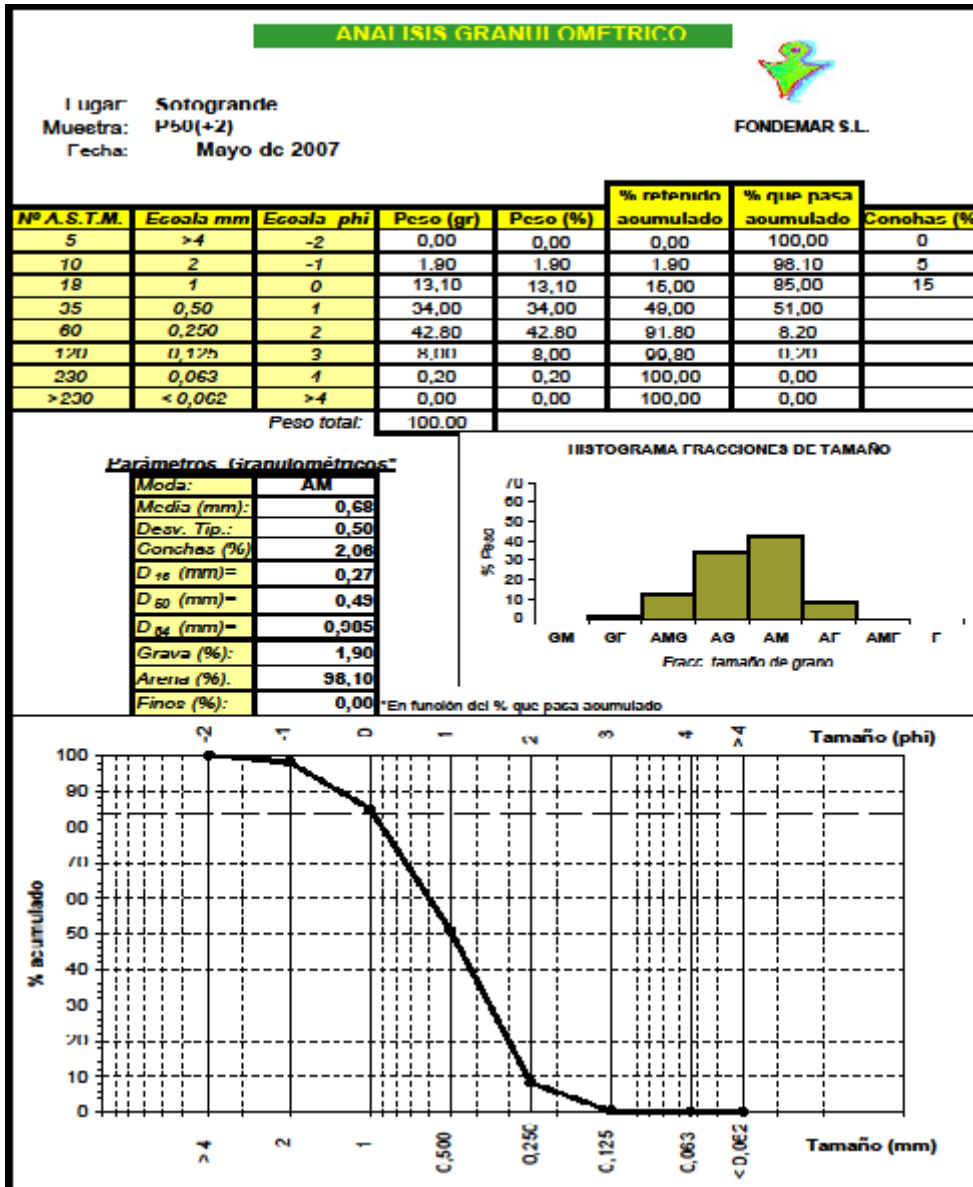 ANALISIS GRANULOMETRICO
Lugar: Sotogrande
Muestra: P50(+2)
Fecha: Mayo de 2007
FONDEMAR S.L.
Nº A.S.T.M. Escala mm Escala phi Peso (gr) Peso (%) % retenido acumulado % que pasa acumulado Conchas (%
5 >4 -2 0,00 0,00 0,00 100,00 0
10 2 -1 1.90 1.90 1.90 98.10 5
18 1 0 13,10 13,10 15,00 85,00 15
35 0,50 1 34,00 34,00 49,00 51,00
60 0,250 2 42.80 42.80 91.80 8.20
120 0,125 3 8,00 8,00 99,80 0,20
230 0,063 4 0,20 0,20 100,00 0,00
>230 < 0,062 >4 0,00 0,00 100,00 0,00
Peso total: 100.00
Parámetros Granulométricos*
Moda: AM
Media (mm): 0,68
Desv. Tip.: 0,50
Conchas (%) 2,06
D 16 (mm)= 0,27
D 50 (mm)= 0,49
D 84 (mm)= 0,985
Grava (%): 1,90
Arena (%). 98,10
Finos (%): 0,00
*En función del % que pasa acumulado
HISTOGRAMA FRACCIONES DE TAMAÑO
70
60
50
40
30
20
10
0
% Peso
GM GF AMG AG AM AF AMF F
Fracc. tamaño de grano
-2 -1 0 1 2 3 4 >4 Tamaño (phi)
100
90
80
70
60
50
40
30
20
10
0
% acumulado
>4 2 1 0,500 0,250 0,125 0,063 <0,062 Tamaño (mm)